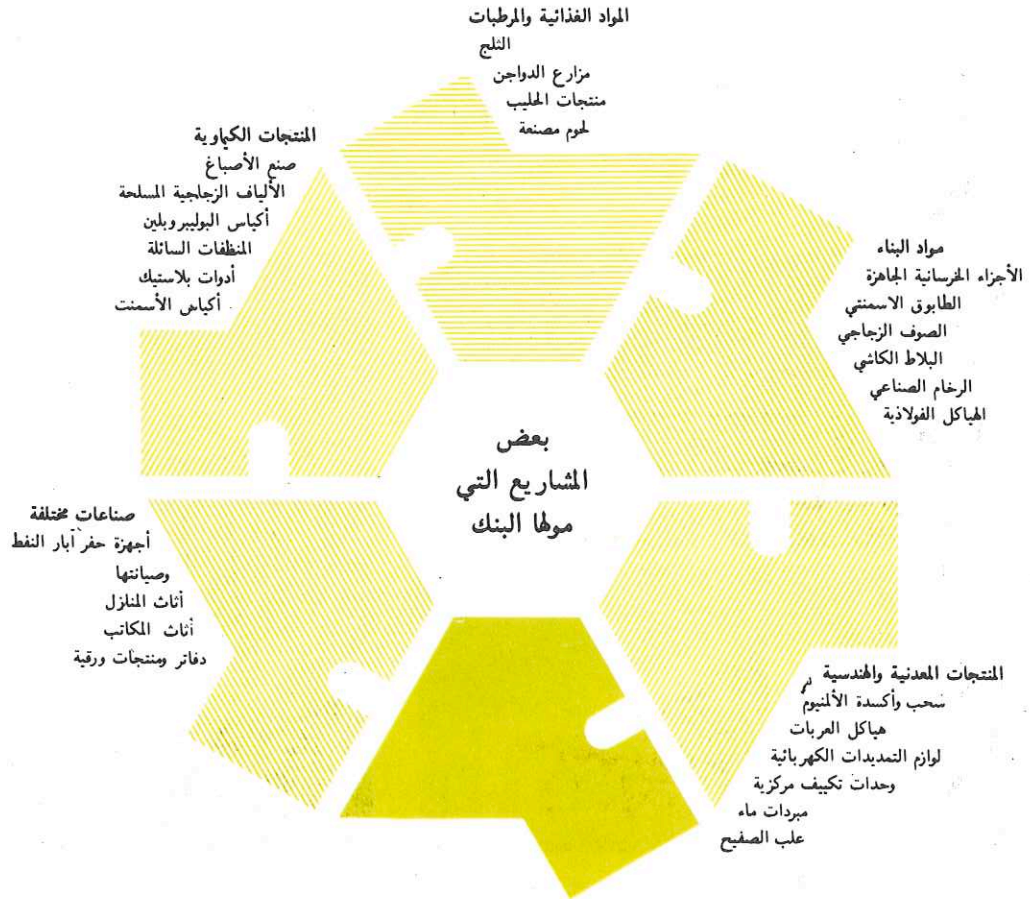 المواد الغذائية والمرطبات
الثلج
مزارع الدواجن
منتجات الحليب
لحوم مصنعة
مواد البناء
الأجزاء الخرسانية الجاهزة
الطابوق الاسمنتي
الصوف الزجاجي
البلاط الكاشي
الرخام الصناعي
الهياكل الفولاذية
المنتجات الكيماوية
صنع الأصباغ
الألياف الزجاجية المسلحة
أكياس البوليبروبلين
المنظفات السائلة
أدوات بلاستيك
أكياس الأسمنت
بعض
المشاريع التي
مولها البنك
المنتجات المعدنية والهندسية
سحب وأكسدة الألمنيوم
هياكل العربات
لوازم التمديدات الكهربائية
وحدات تكييف مركزية
مبردات ماء
علب الصفيح
صناعات مختلفة
أجهزة حفر آبار النفط
وصيانتها
أثاث المنازل
أثاث المكاتب
دفاتر ومنتجات ورقية